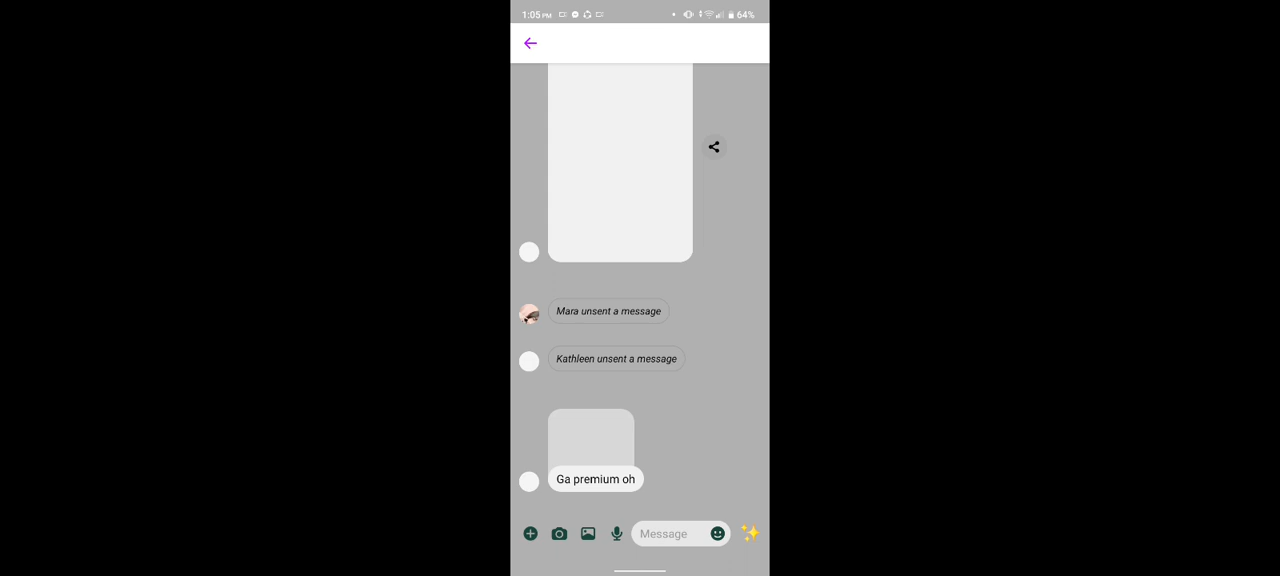 1:05 PM
64%
Mara unsent a message
Kathleen unsent a message
Ga premium oh
Message